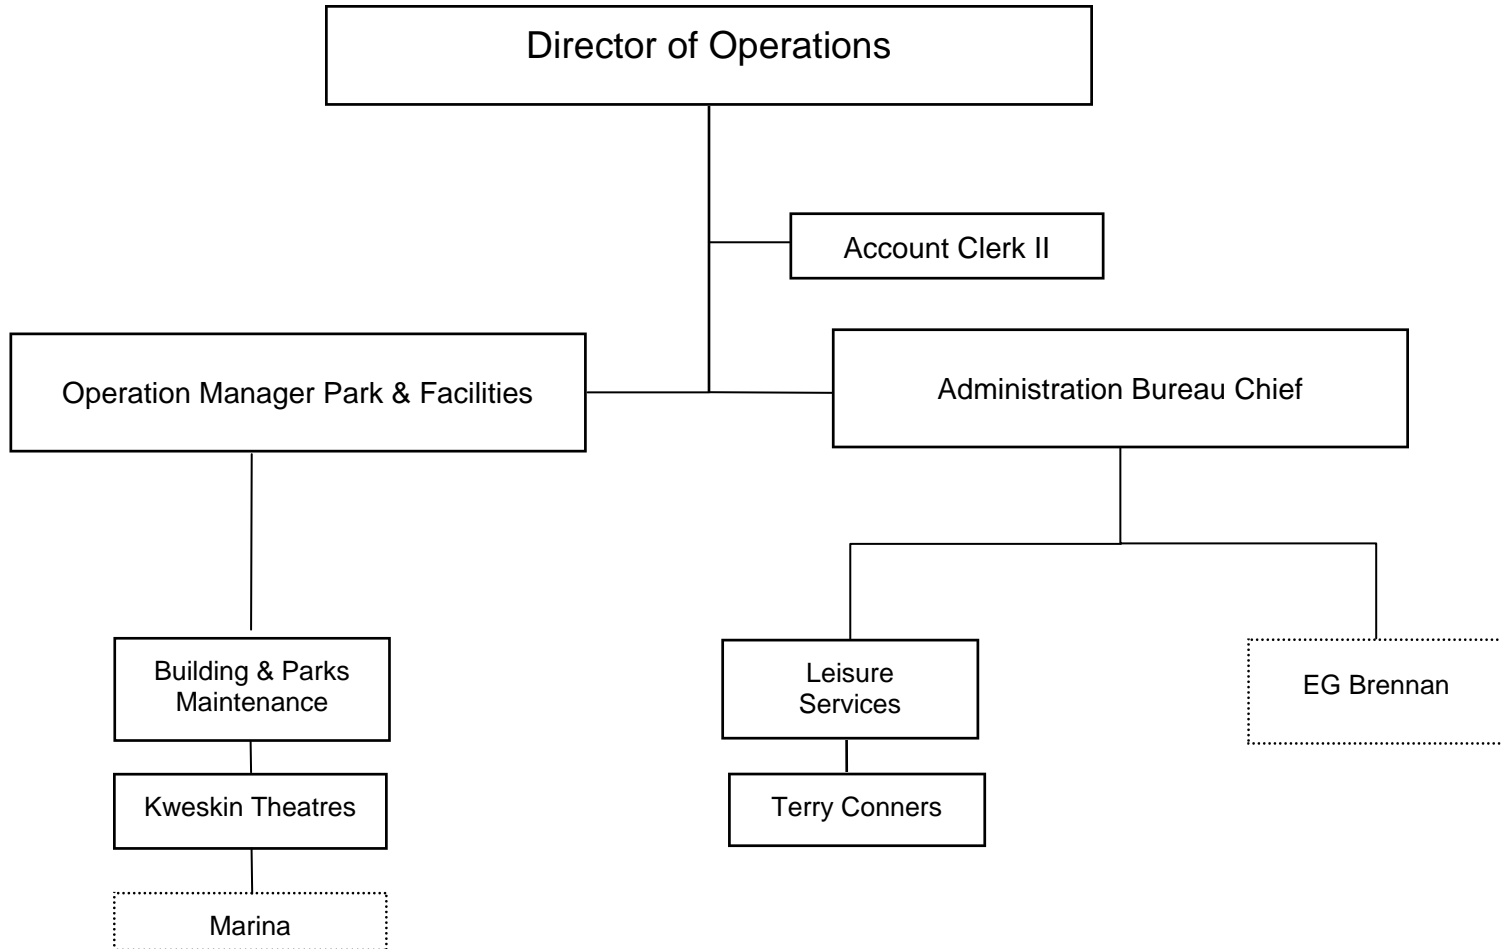 Director of Operations
Account Clerk II
Operation Manager Park & Facilities
Administration Bureau Chief
Building & Parks
Maintenance
Leisure
Services
EG Brennan
Kweskin Theatres
Terry Conners
Marina